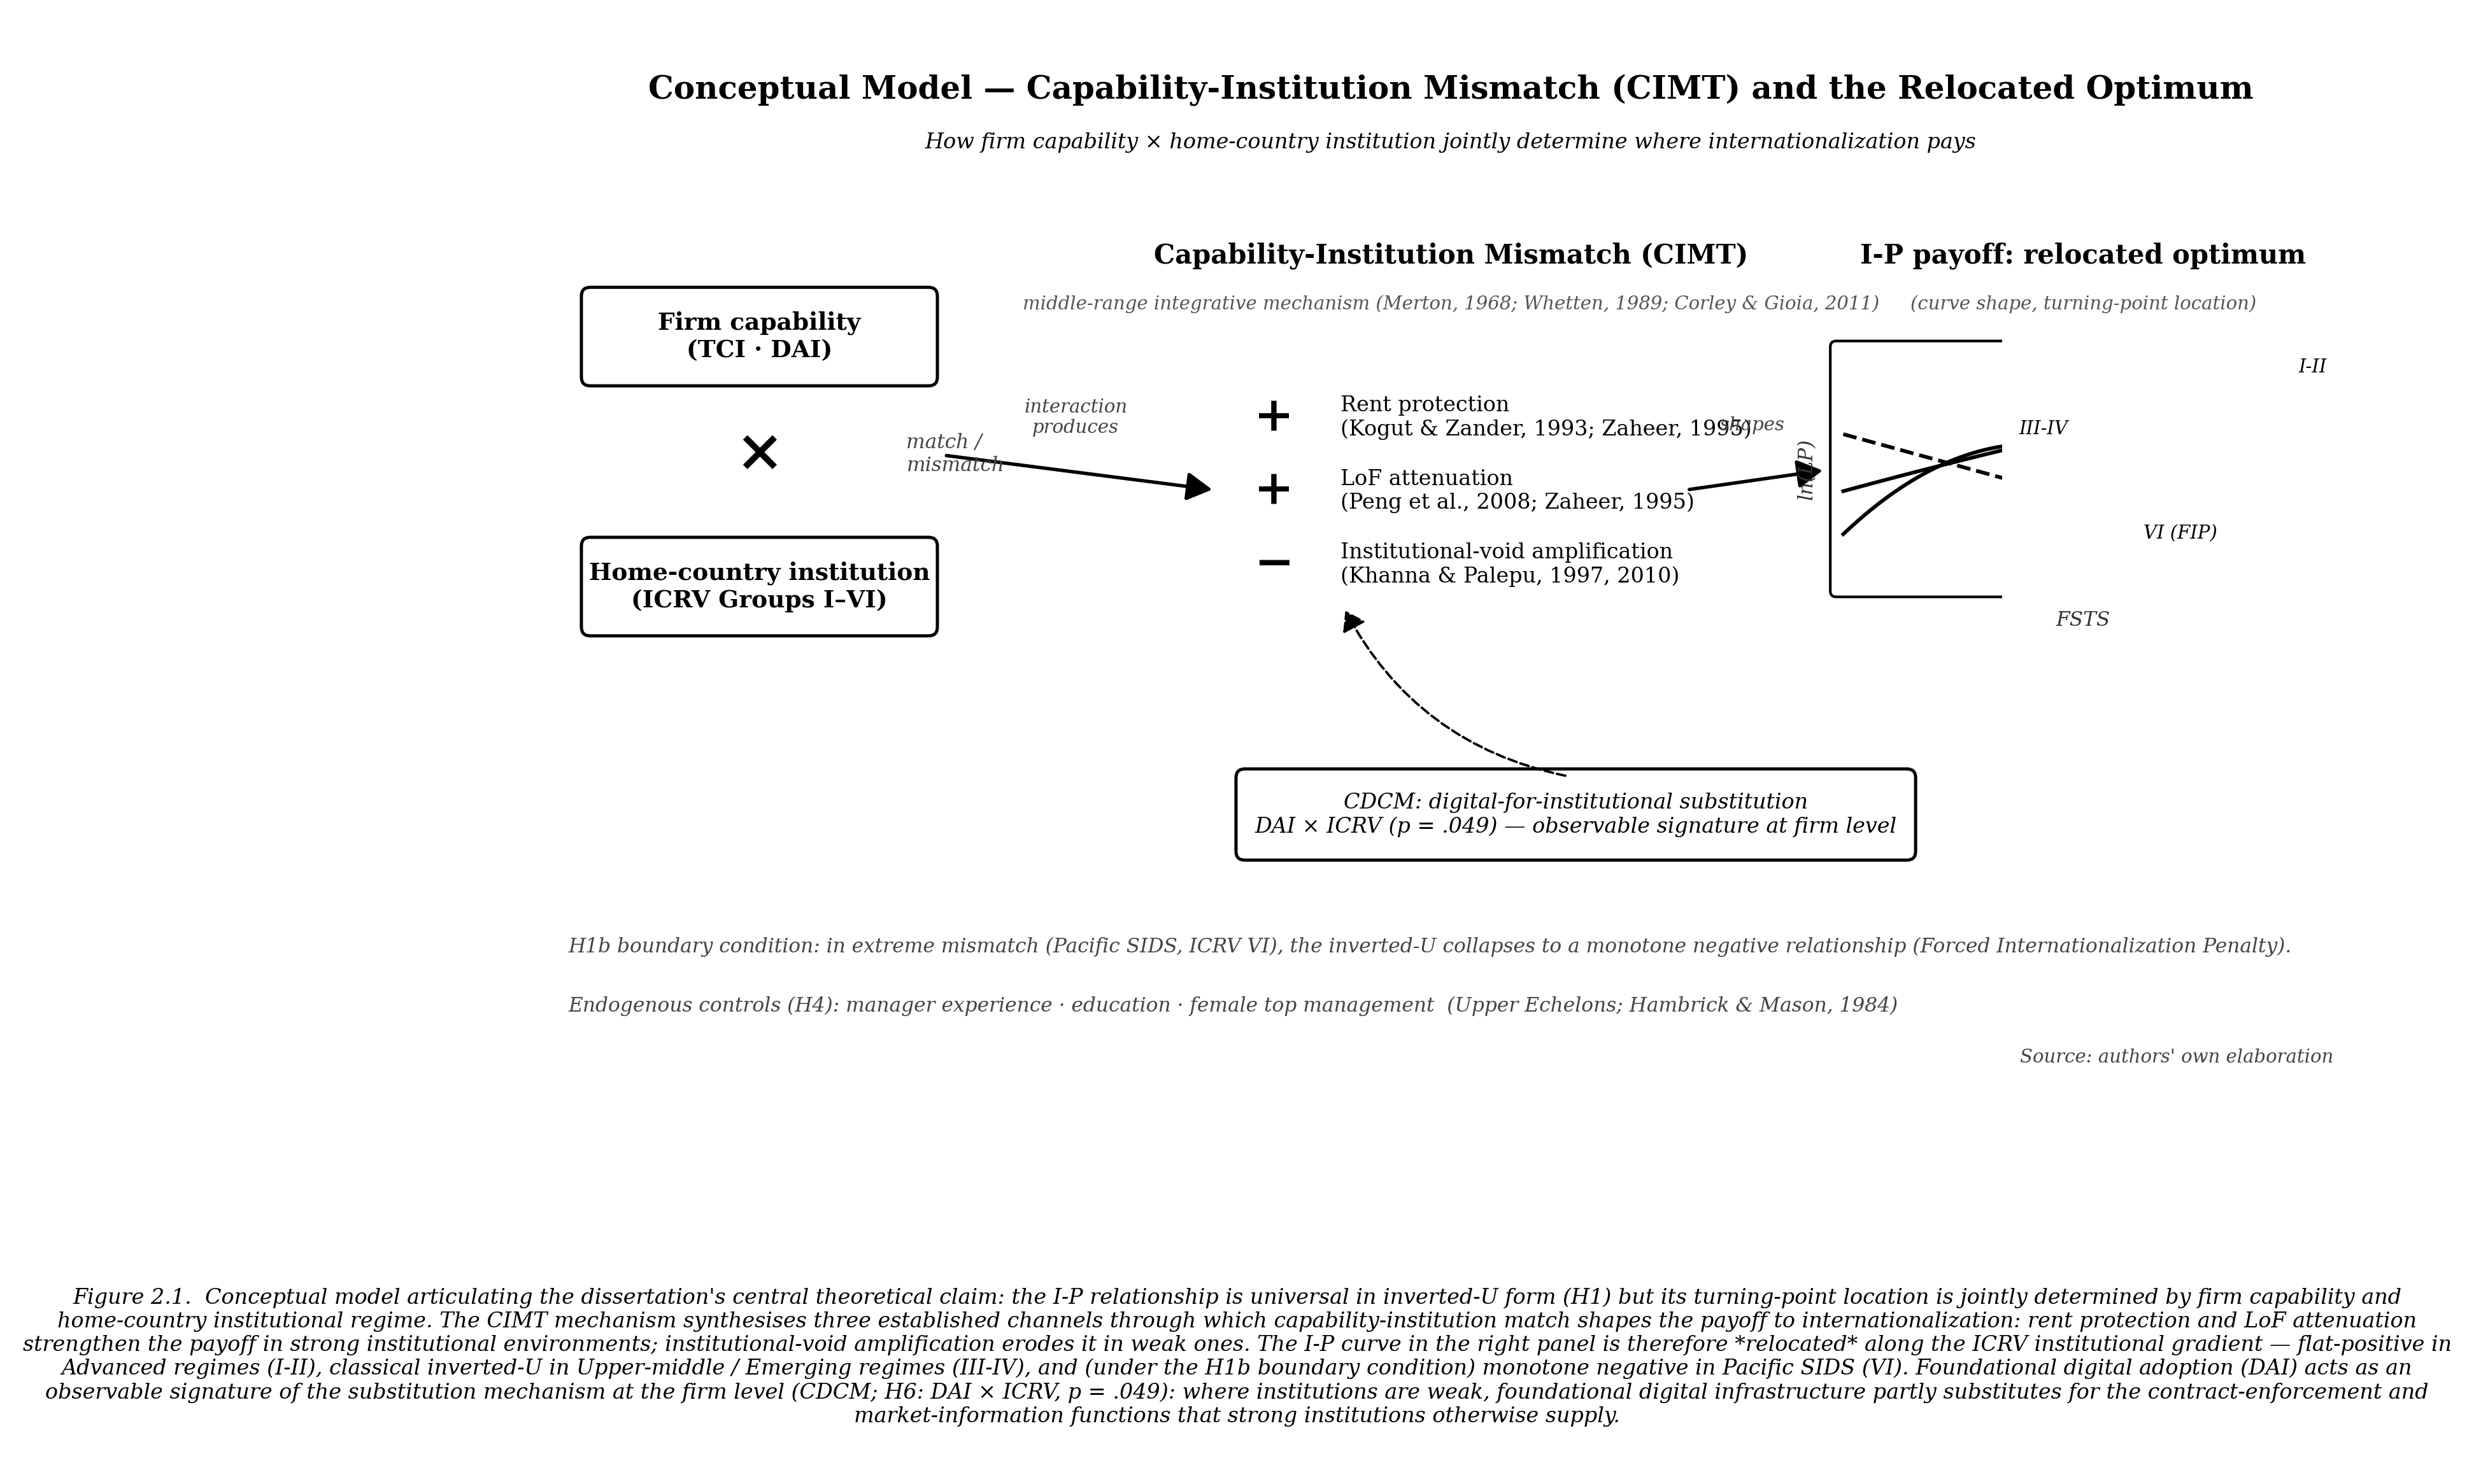 Conceptual Model — Capability-Institution Mismatch (CIMT) and the Relocated Optimum
How firm capability × home-country institution jointly determine where internationalization pays
Capability-Institution Mismatch (CIMT)
I-P payoff: relocated optimum
middle-range integrative mechanism (Merton, 1968; Whetten, 1989; Corley & Gioia, 2011)
(curve shape, turning-point location)
Firm capability
(TCI · DAI)
×
Home-country institution
(ICRV Groups I–VI)
match /
mismatch
interaction
produces
+
Rent protection
(Kogut & Zander, 1993; Zaheer, 1995)
+
LoF attenuation
(Peng et al., 2008; Zaheer, 1995)
−
Institutional-void amplification
(Khanna & Palepu, 1997, 2010)
shapes
ln(LP)
I-II
III-IV
VI (FIP)
FSTS
CDCM: digital-for-institutional substitution
DAI × ICRV (p = .049) — observable signature at firm level
H1b boundary condition: in extreme mismatch (Pacific SIDS, ICRV VI), the inverted-U collapses to a monotone negative relationship (Forced Internationalization Penalty).
Endogenous controls (H4): manager experience · education · female top management (Upper Echelons; Hambrick & Mason, 1984)
Source: authors' own elaboration
Figure 2.1. Conceptual model articulating the dissertation's central theoretical claim: the I-P relationship is universal in inverted-U form (H1) but its turning-point location is jointly determined by firm capability and
home-country institutional regime. The CIMT mechanism synthesises three established channels through which capability-institution match shapes the payoff to internationalization: rent protection and LoF attenuation
strengthen the payoff in strong institutional environments; institutional-void amplification erodes it in weak ones. The I-P curve in the right panel is therefore *relocated* along the ICRV institutional gradient — flat-positive in
Advanced regimes (I-II), classical inverted-U in Upper-middle / Emerging regimes (III-IV), and (under the H1b boundary condition) monotone negative in Pacific SIDS (VI). Foundational digital adoption (DAI) acts as an
observable signature of the substitution mechanism at the firm level (CDCM; H6: DAI × ICRV, p = .049): where institutions are weak, foundational digital infrastructure partly substitutes for the contract-enforcement and
market-information functions that strong institutions otherwise supply.